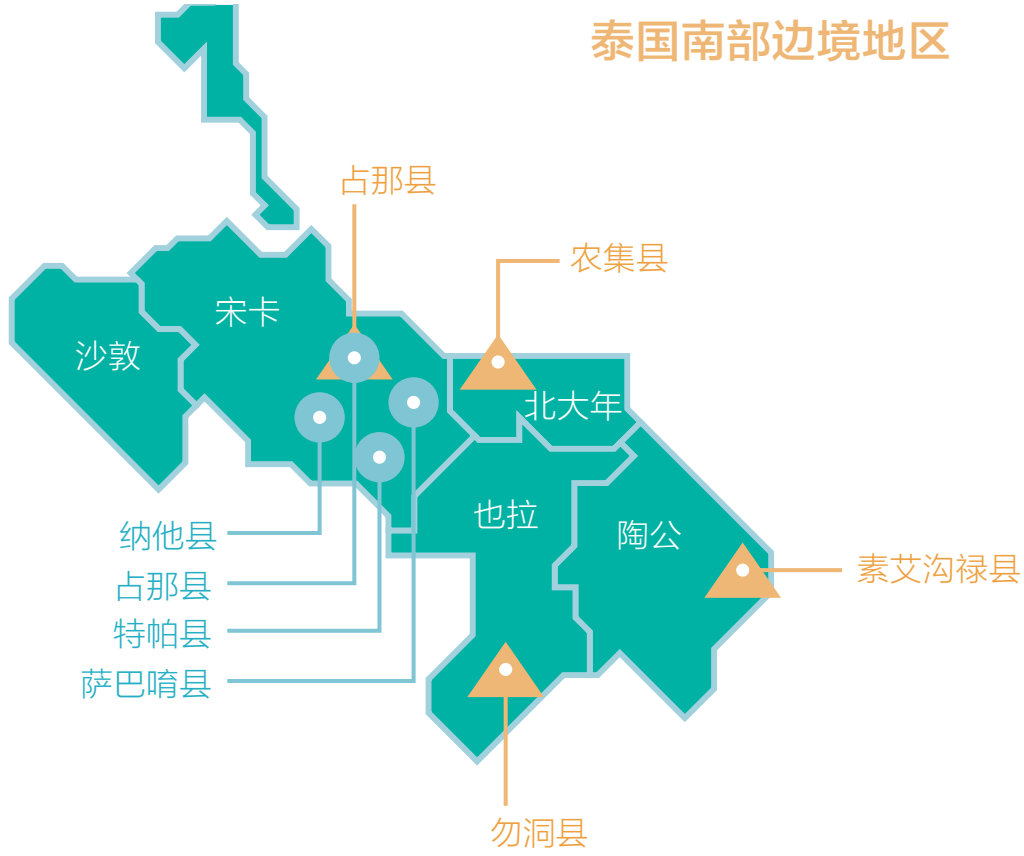 泰国南部边境地区
占那县
农集县
宋卡
沙敦
北大年
也拉
陶公
纳他县
占那县
特帕县
萨巴唷县
素艾沟禄县
勿洞县